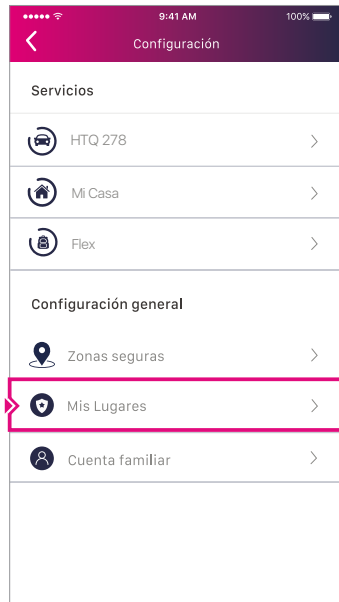 9:41 AM
100%
Configuración
Servicios
HTQ 278
Mi Casa
Flex
Configuración general
Zonas seguras
Mis Lugares
Cuenta familiar